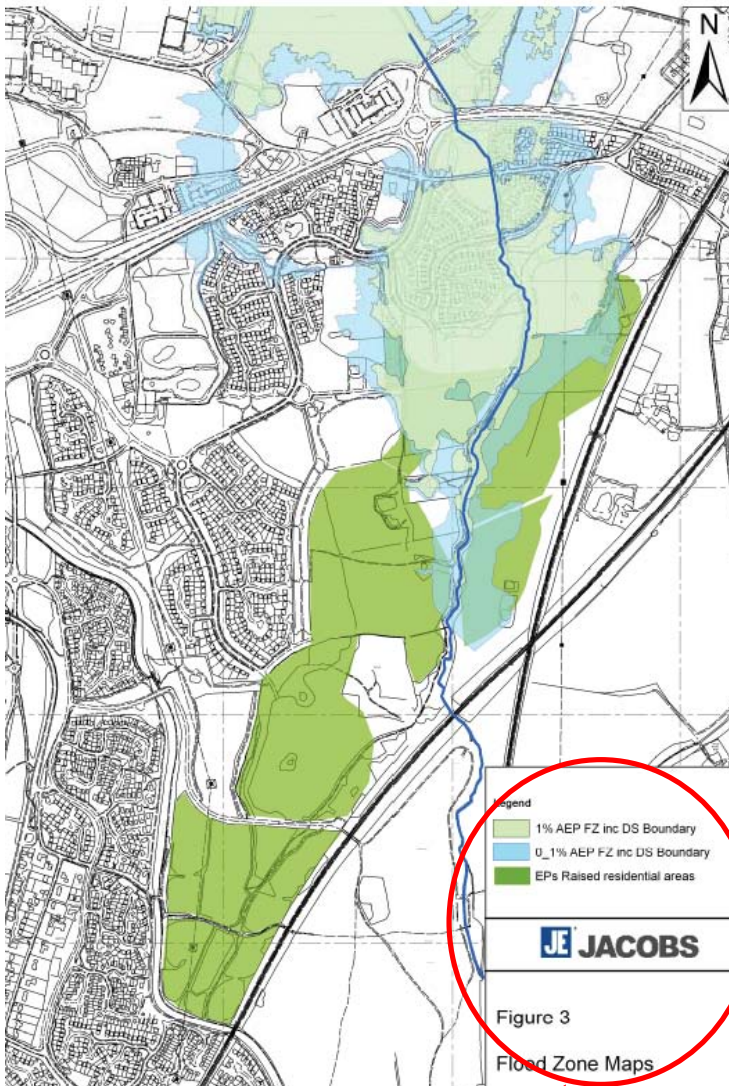 N
Legend
1% AEP FZ inc DS Boundary
0_1% AEP FZ inc DS Boundary
EPs Raised residential areas
JE JACOBS
Figure 3
Flood Zone Maps